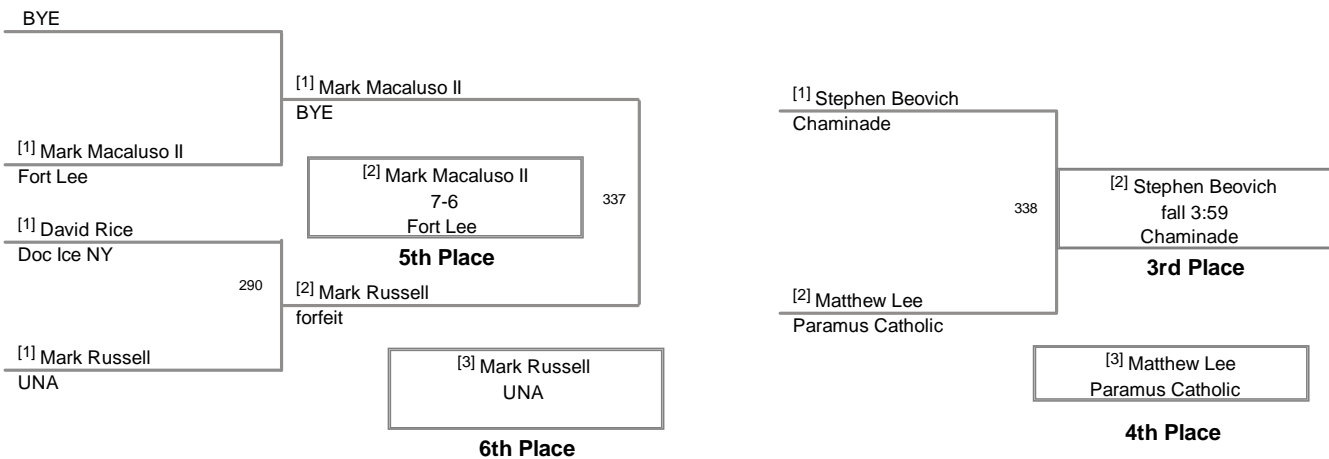 BYE
[1] Mark Macaluso II
BYE
[1] Mark Macaluso II
Fort Lee
[2] Mark Macaluso II
7-6
Fort Lee
5th Place
337
[1] David Rice
Doc Ice NY
290
[2] Mark Russell
forfeit
[1] Mark Russell
UNA
[3] Mark Russell
UNA
6th Place
[1] Stephen Beovich
Chaminade
338
[2] Stephen Beovich
fall 3:59
Chaminade
3rd Place
[2] Matthew Lee
Paramus Catholic
[3] Matthew Lee
Paramus Catholic
4th Place